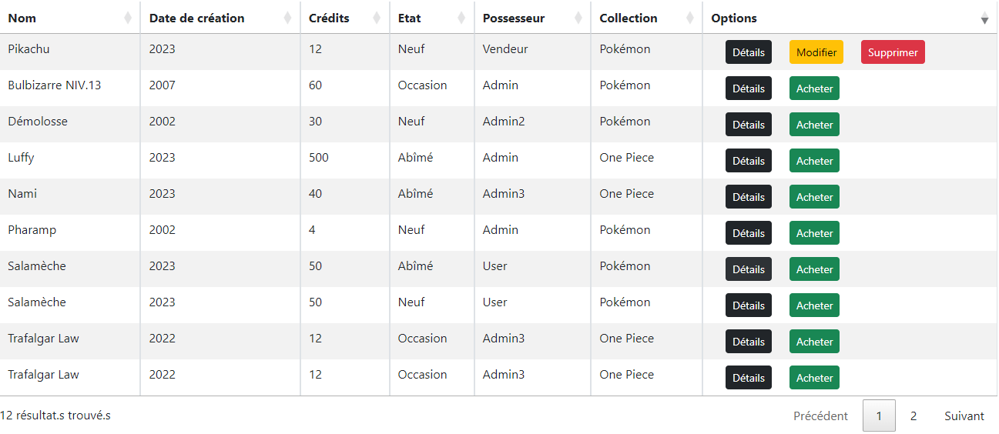 Nom Date de création Crédits Etat Possesseur Collection Options
Pikachu 2023 12 Neuf Vendeur Pokémon Détails Modifier Supprimer
Bulbizarre NIV.13 2007 60 Occasion Admin Pokémon Détails Acheter
Démolosse 2002 30 Neuf Admin2 Pokémon Détails Acheter
Luffy 2023 500 Abîmé Admin One Piece Détails Acheter
Nami 2023 40 Abîmé Admin3 One Piece Détails Acheter
Pharamp 2002 4 Neuf Admin Pokémon Détails Acheter
Salamèche 2023 50 Abîmé User Pokémon Détails Acheter
Salamèche 2023 50 Neuf User Pokémon Détails Acheter
Trafalgar Law 2022 12 Occasion Admin3 One Piece Détails Acheter
Trafalgar Law 2022 12 Occasion Admin3 One Piece Détails Acheter
12 résultat.s trouvé.s Précédent 1 2 Suivant